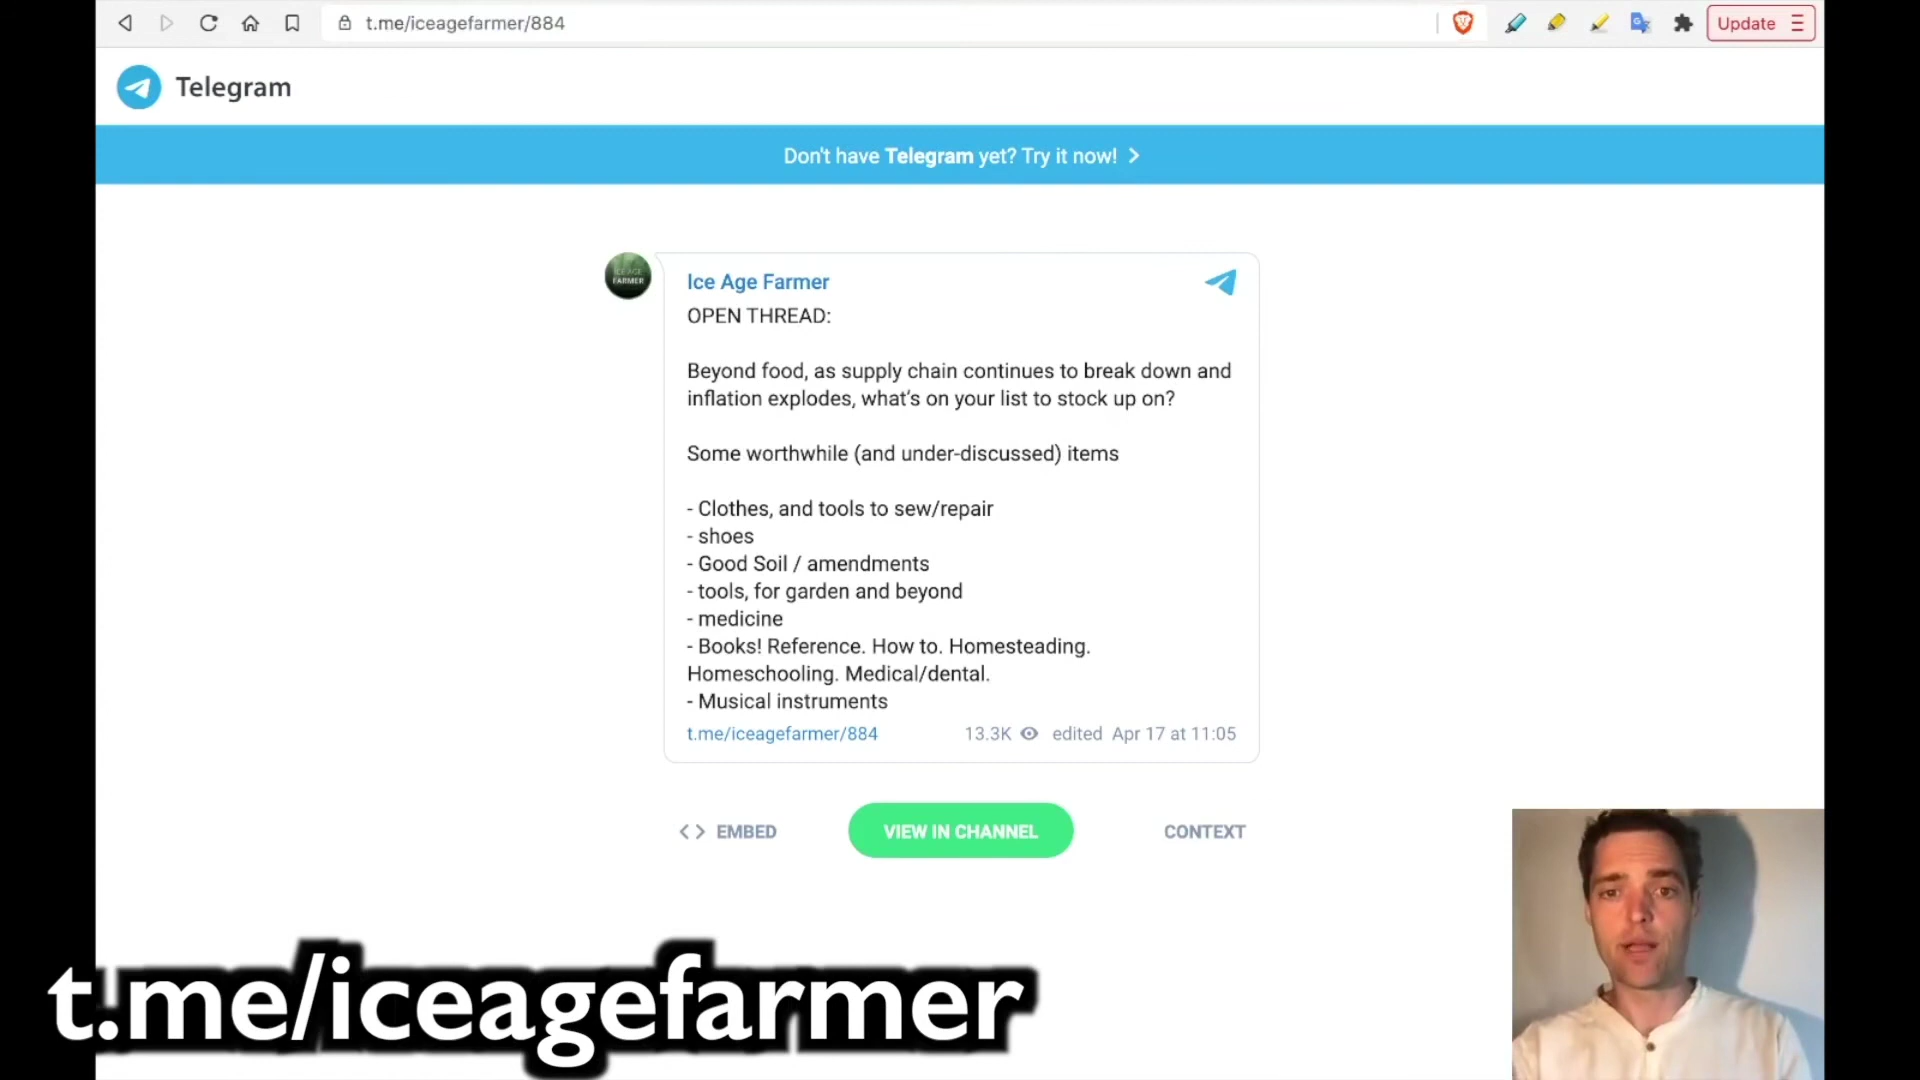 t.me/iceagefarmer/884
Update
Telegram
Don't have Telegram yet? Try it now!
ICE AGE
FARMER
Ice Age Farmer
OPEN THREAD:
Beyond food, as supply chain continues to break down and
inflation explodes, what's on your list to stock up on?
Some worthwhile (and under-discussed) items
- Clothes, and tools to sew/repair
- shoes
- Good Soil / amendments
- tools, for garden and beyond
- medicine
- Books! Reference. How to. Homesteading.
Homeschooling. Medical/dental.
- Musical instruments
t.me/iceagefarmer/884 13.3K edited Apr 17 at 11:05
<> EMBED VIEW IN CHANNEL CONTEXT
t.me/iceagefarmer